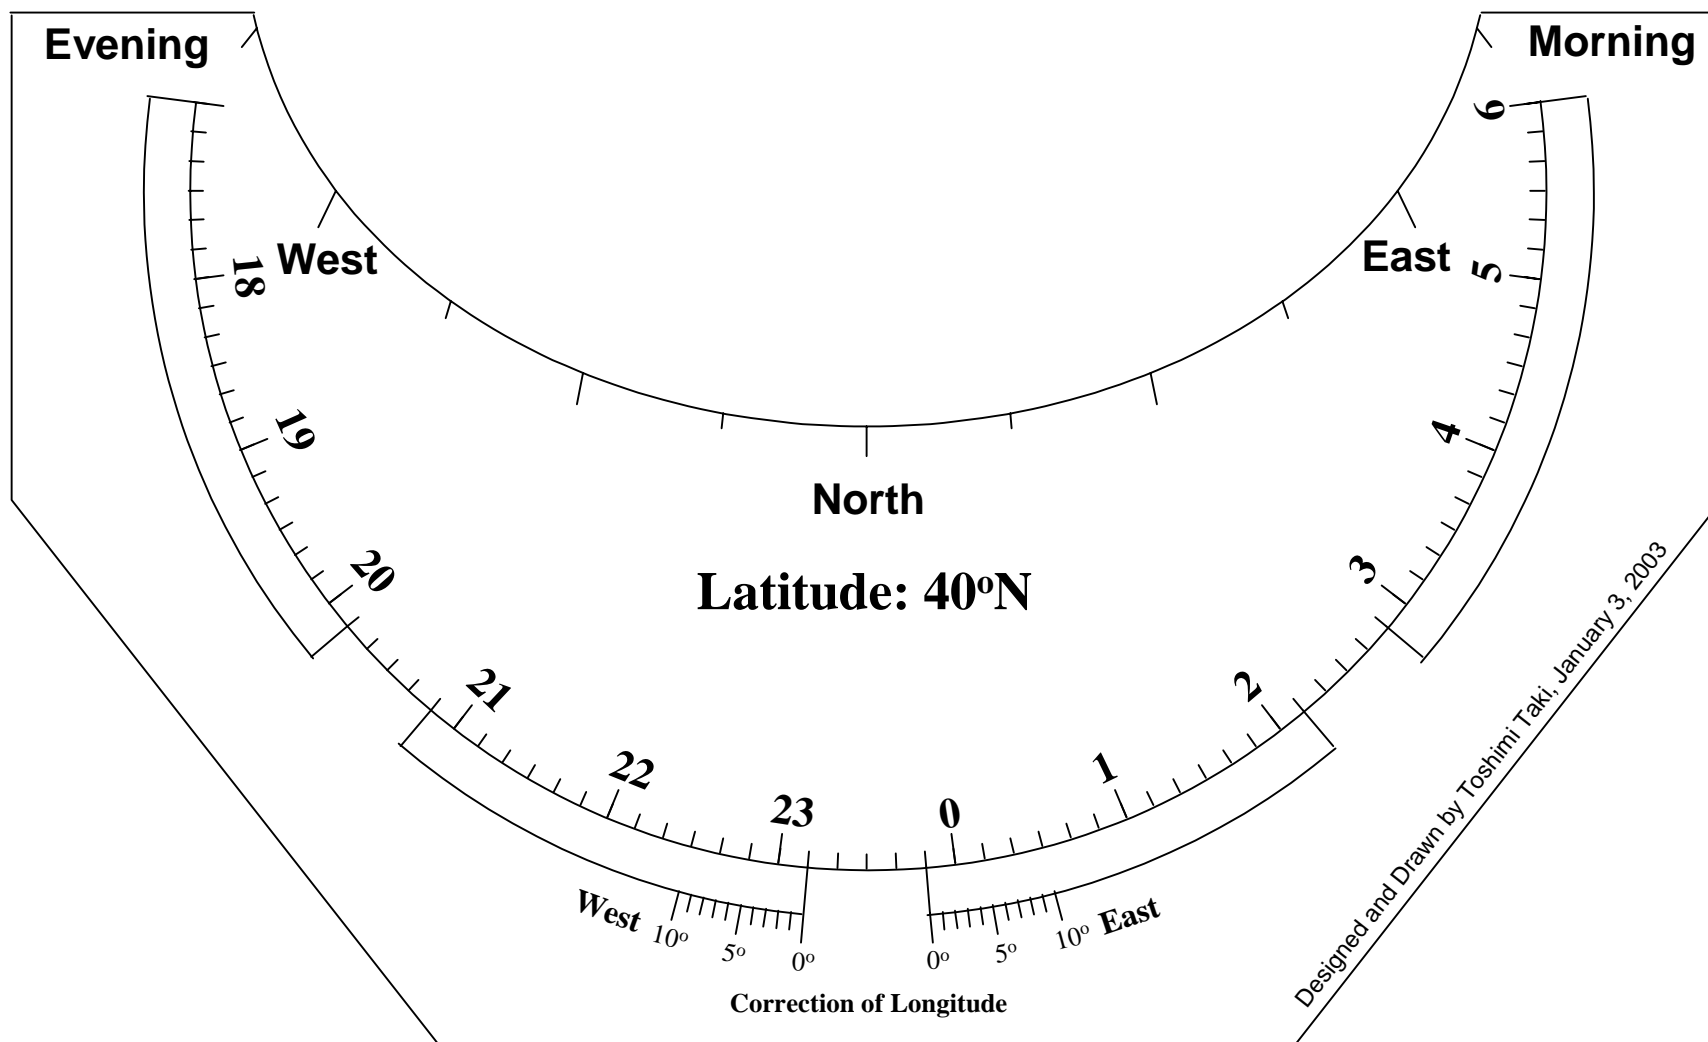 Evening
Morning
West
East
North
Latitude: 40ºN
18
19
20
21
22
23
0
1
2
3
4
5
6
West
10º
5º
0º
0º
5º
10º
East
Correction of Longitude
Designed and Drawn by Toshimi Taki, January 3, 2003